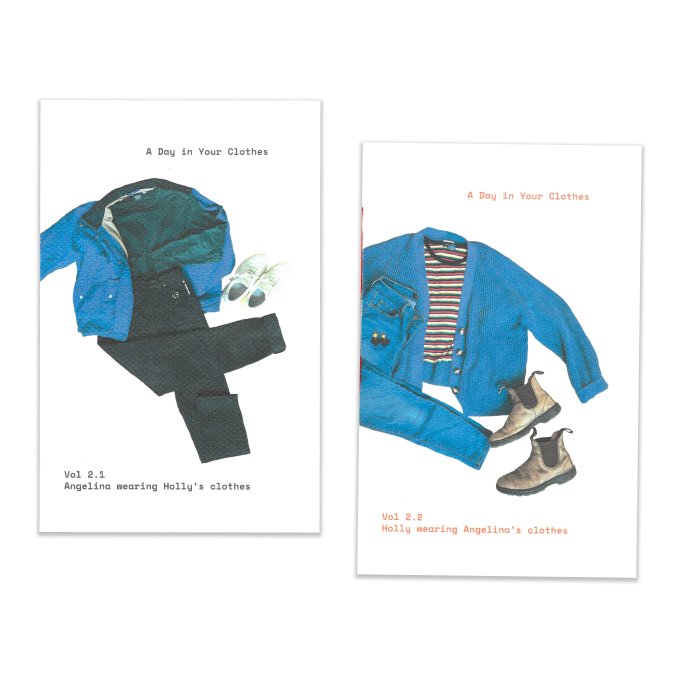 A Day in Your Clothes
Vol 2.1
Angelina wearing Holly's clothes
A Day in Your Clothes
Vol 2.2
Holly wearing Angelina's clothes